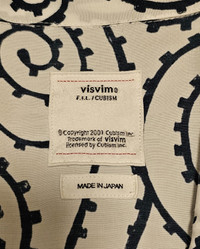 visvim®
F.I.L. / CUBISM
©Copyright 2001 Cubism Inc.
Trademark of visvim
licensed by Cubism Inc.
MADE IN JAPAN